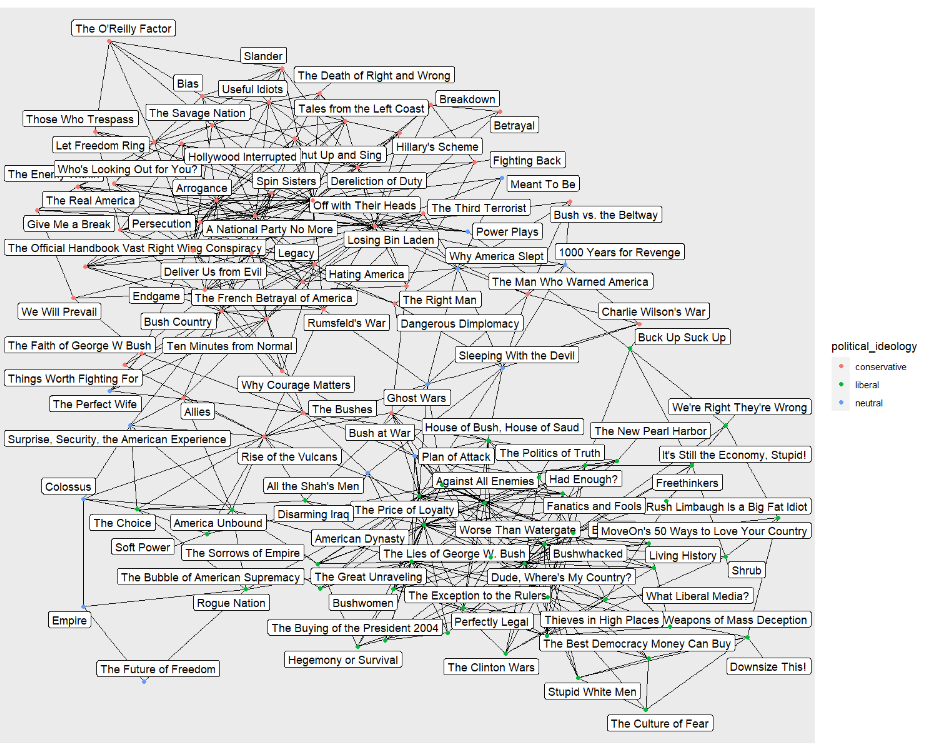 The O'Reilly Factor
Slander
Bias
Useful Idiots
The Death of Right and Wrong
The Savage Nation
Tales from the Left Coast
Breakdown
Those Who Trespass
Betrayal
Let Freedom Ring
Hillary's Scheme
Hollywood Interrupted
hut Up and Sing
Fighting Back
Who's Looking Out for You?
The Ene
Arrogance
Spin Sisters
Dereliction of Duty
Meant To Be
The Real America
Off with Their Heads
The Third Terrorist
Bush vs. the Beltway
Give Me a Break
Persecution
A National Party No More
Power Plays
Losing Bin Laden
The Official Handbook Vast Right Wing Conspiracy
Legacy
Why America Slept
1000 Years for Revenge
Deliver Us from Evil
Hating America
The Man Who Warned America
Endgame
The French Betrayal of America
The Right Man
We Will Prevail
Bush Country
Rumsfeld's War
Dangerous Dimplomacy
Charlie Wilson's War
Buck Up Suck Up
The Faith of George W Bush
Ten Minutes from Normal
Sleeping With the Devil
political_ideology
conservative
liberal
neutral
Things Worth Fighting For
Why Courage Matters
The Perfect Wife
Allies
The Bushes
Ghost Wars
We're Right They're Wrong
Surprise, Security, the American Experience
Bush at War
House of Bush, House of Saud
The New Pearl Harbor
Rise of the Vulcans
Plan of Attack
The Politics of Truth
It's Still the Economy, Stupid!
Colossus
All the Shah's Men
Against All Enemies
Had Enough?
Freethinkers
The Choice
America Unbound
Disarming Iraq
The Price of Loyalty
Fanatics and Fools
Rush Limbaugh Is a Big Fat Idiot
American Dynasty
Worse Than Watergate
MoveOn's 50 Ways to Love Your Country
Soft Power
The Sorrows of Empire
The Lies of George W. Bush
Bushwhacked
Living History
Shrub
The Bubble of American Supremacy
The Great Unraveling
Dude, Where's My Country?
Rogue Nation
Bushwomen
The Exception to the Rulers
What Liberal Media?
Empire
The Buying of the President 2004
Perfectly Legal
Thieves in High Places
Weapons of Mass Deception
Hegemony or Survival
The Clinton Wars
The Best Democracy Money Can Buy
Downsize This!
The Future of Freedom
Stupid White Men
The Culture of Fear